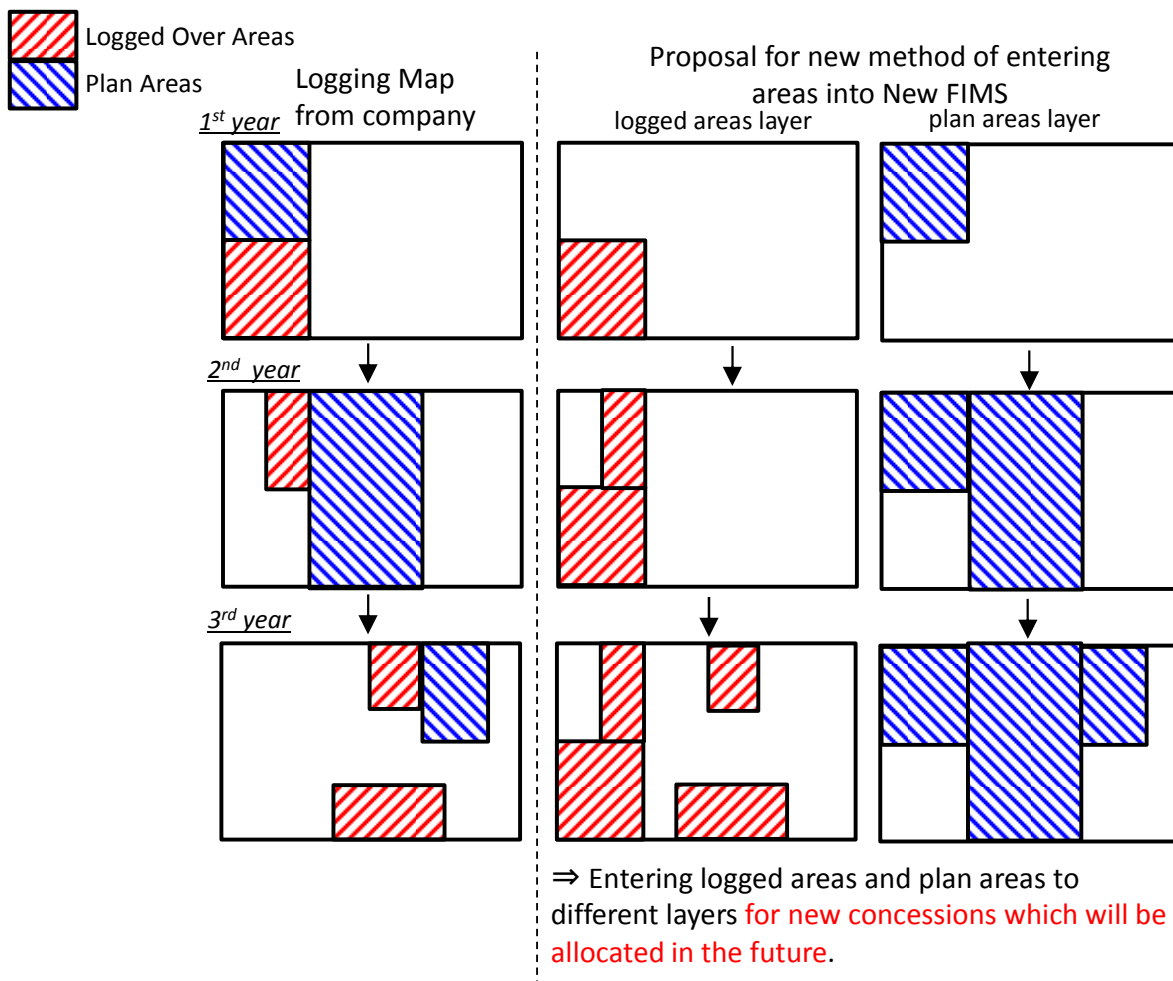 Logged Over Areas
Plan Areas
Logging Map
from company
Proposal for new method of entering
areas into New FIMS
logged areas layer
plan areas layer
1st year
2nd year
3rd year
⇒ Entering logged areas and plan areas to
different layers for new concessions which will be
allocated in the future.